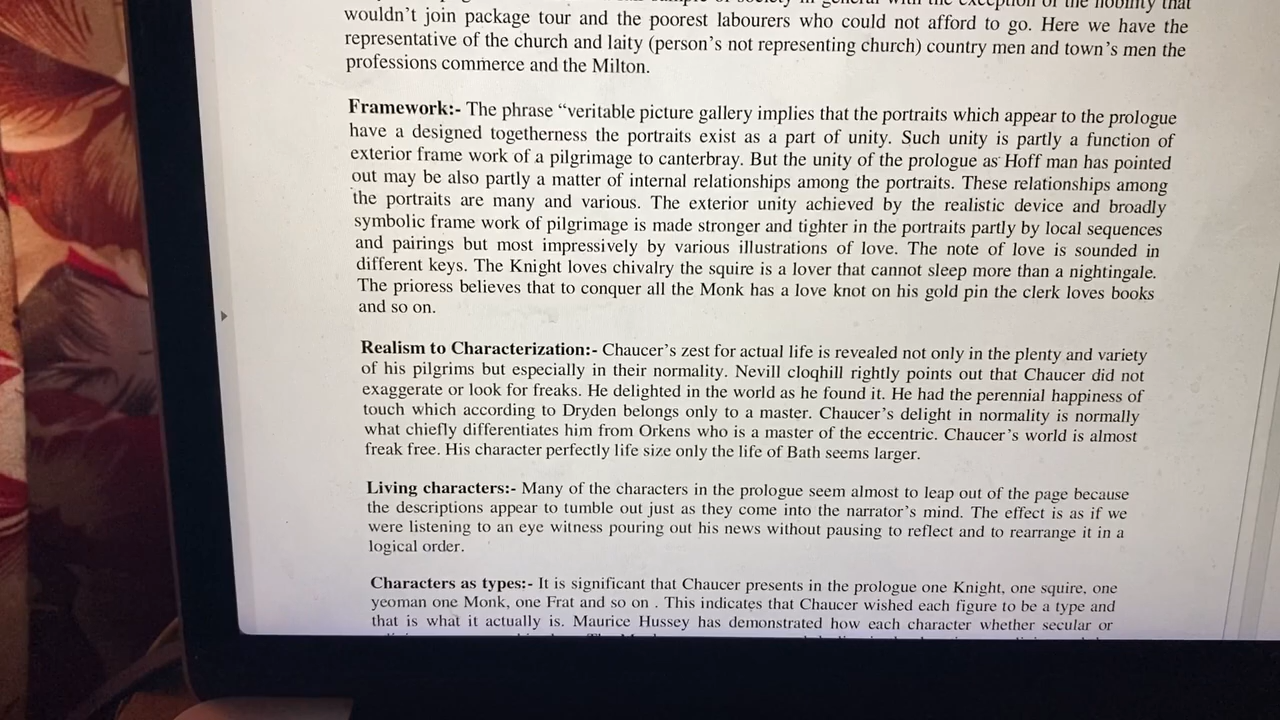 wouldn't join package tour and the poorest labourers who could not afford to go. Here we have the
representative of the church and laity (person's not representing church) country men and town's men the
professions commerce and the Milton.
Framework:- The phrase “veritable picture gallery implies that the portraits which appear to the prologue
have a designed togetherness the portraits exist as a part of unity. Such unity is partly a function of
exterior frame work of a pilgrimage to canterbray. But the unity of the prologue as Hoff man has pointed
out may be also partly a matter of internal relationships among the portraits. These relationships among
the portraits are many and various. The exterior unity achieved by the realistic device and broadly
symbolic frame work of pilgrimage is made stronger and tighter in the portraits partly by local sequences
and pairings but most impressively by various illustrations of love. The note of love is sounded in
different keys. The Knight loves chivalry the squire is a lover that cannot sleep more than a nightingale.
The prioress believes that to conquer all the Monk has a love knot on his gold pin the clerk loves books
and so on.
Realism to Characterization:- Chaucer's zest for actual life is revealed not only in the plenty and variety
of his pilgrims but especially in their normality. Nevill cloqhill rightly points out that Chaucer did not
exaggerate or look for freaks. He delighted in the world as he found it. He had the perennial happiness of
touch which according to Dryden belongs only to a master. Chaucer's delight in normality is normally
what chiefly differentiates him from Orkens who is a master of the eccentric. Chaucer's world is almost
freak free. His character perfectly life size only the life of Bath seems larger.
Living characters:- Many of the characters in the prologue seem almost to leap out of the page because
the descriptions appear to tumble out just as they come into the narrator's mind. The effect is as if we
were listening to an eye witness pouring out his news without pausing to reflect and to rearrange it in a
logical order.
Characters as types:- It is significant that Chaucer presents in the prologue one Knight, one squire, one
yeoman one Monk, one Frat and so on . This indicates that Chaucer wished each figure to be a type and
that is what it actually is. Maurice Hussey has demonstrated how each character whether secular or